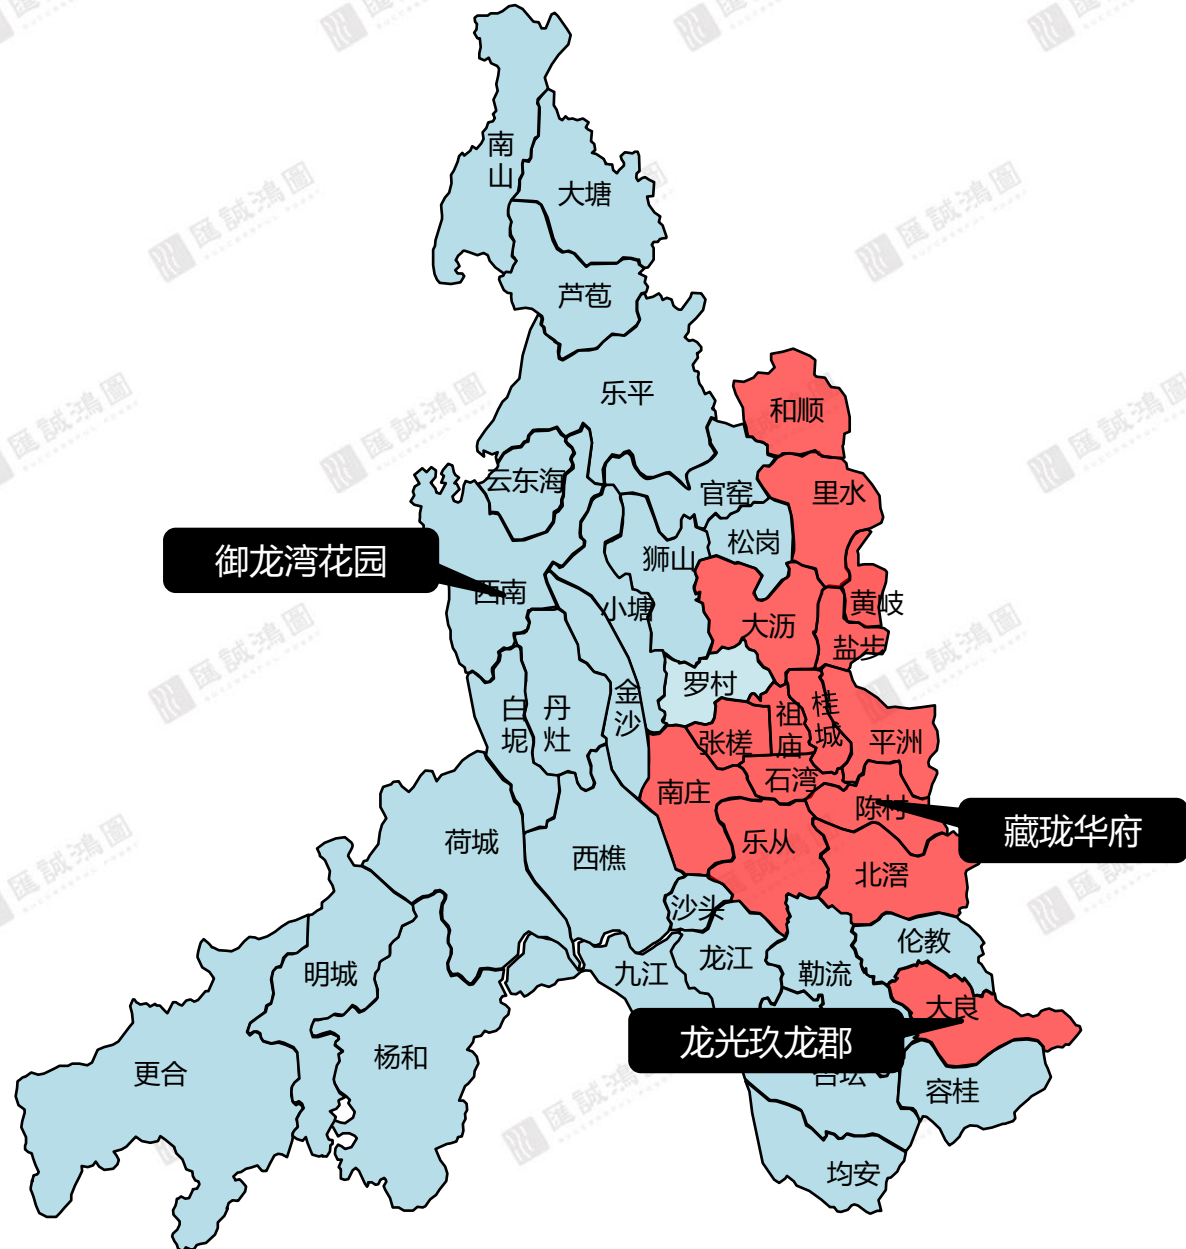 南山
大塘
芦苞
乐平
和顺
云东海
官窑
里水
松岗
御龙湾花园
狮山
西南
小塘
黄岐
大沥
盐步
罗村
金沙
白坭
丹灶
祖庙
桂城
张槎
平洲
石湾
南庄
陈村
藏珑华府
荷城
乐从
西樵
北滘
沙头
伦教
龙江
九江
勒流
明城
大良
龙光玖龙郡
杨和
更合
容桂
均安
匯誠鴻圖